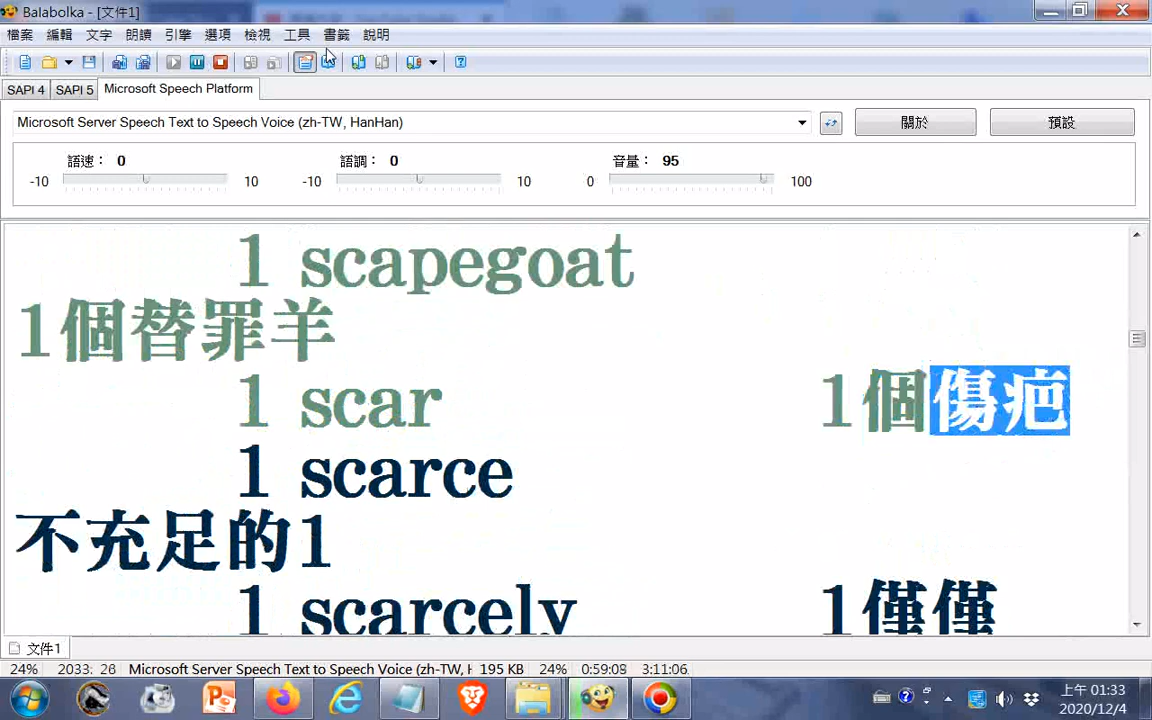 Balabolka - [文件1]
檔案 編輯 文字 朗讀 引擎 選項 檢視 工具 書籤 說明
SAPI 4 SAPI 5 Microsoft Speech Platform
Microsoft Server Speech Text to Speech Voice (zh-TW, HanHan) 關於 預設
語速： 0 語調： 0 音量： 95
-10 10 -10 10 0 100
1 scapegoat
1個替罪羊
1 scar 1個傷疤
1 scarce
不充足的1
1 scarcely 1僅僅
文件1
24% 2033: 26 Microsoft Server Speech Text to Speech Voice (zh-TW, H 195 KB 24% 0:59:09 3:11:06
上午 01:33
2020/12/4